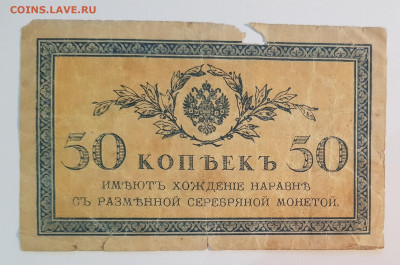 COINS.LAVE.RU
50 КОПѢЕКЪ 50
ИМѢЮТЪ ХОЖДЕНІЕ НАРАВНѢ
СЪ РАЗМѢННОЙ СЕРЕБРЯНОЙ МОНЕТОЙ.